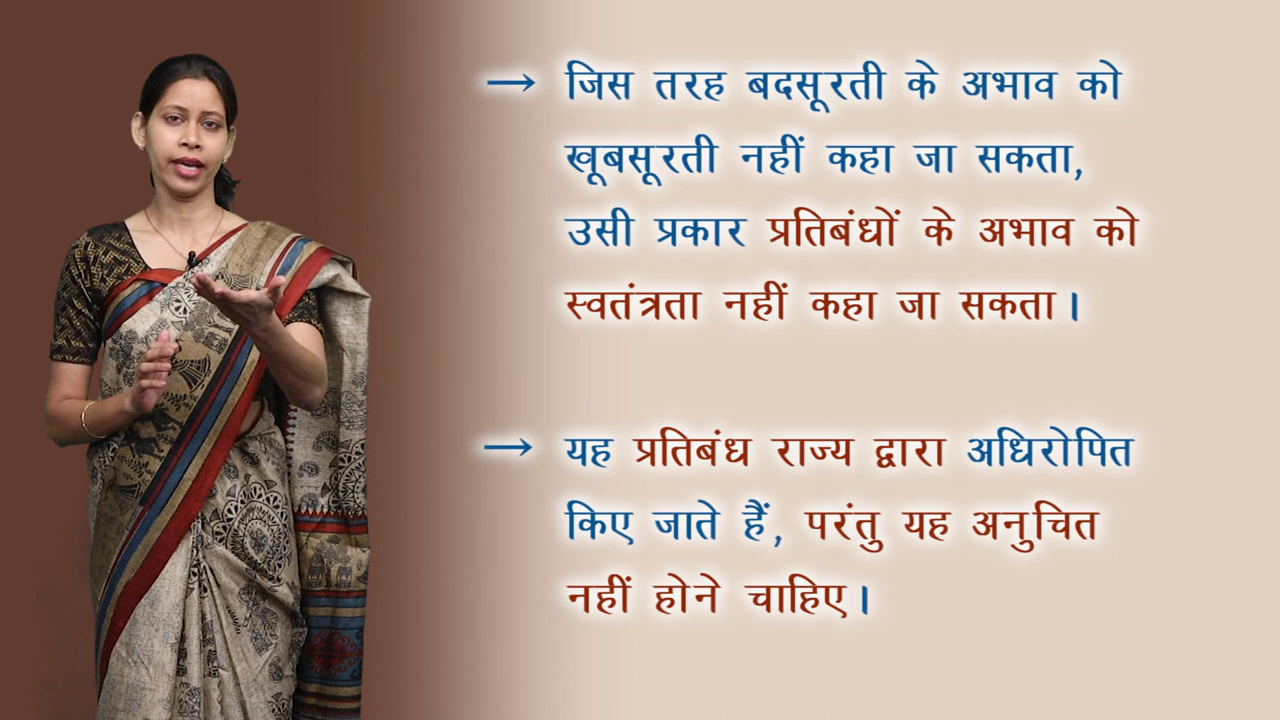 → जिस तरह बदसूरती के अभाव को
खूबसूरती नहीं कहा जा सकता,
उसी प्रकार प्रतिबंधों के अभाव को
स्वतंत्रता नहीं कहा जा सकता।
→ यह प्रतिबंध राज्य द्वारा अधिरोपित
किए जाते हैं, परंतु यह अनुचित
नहीं होने चाहिए।